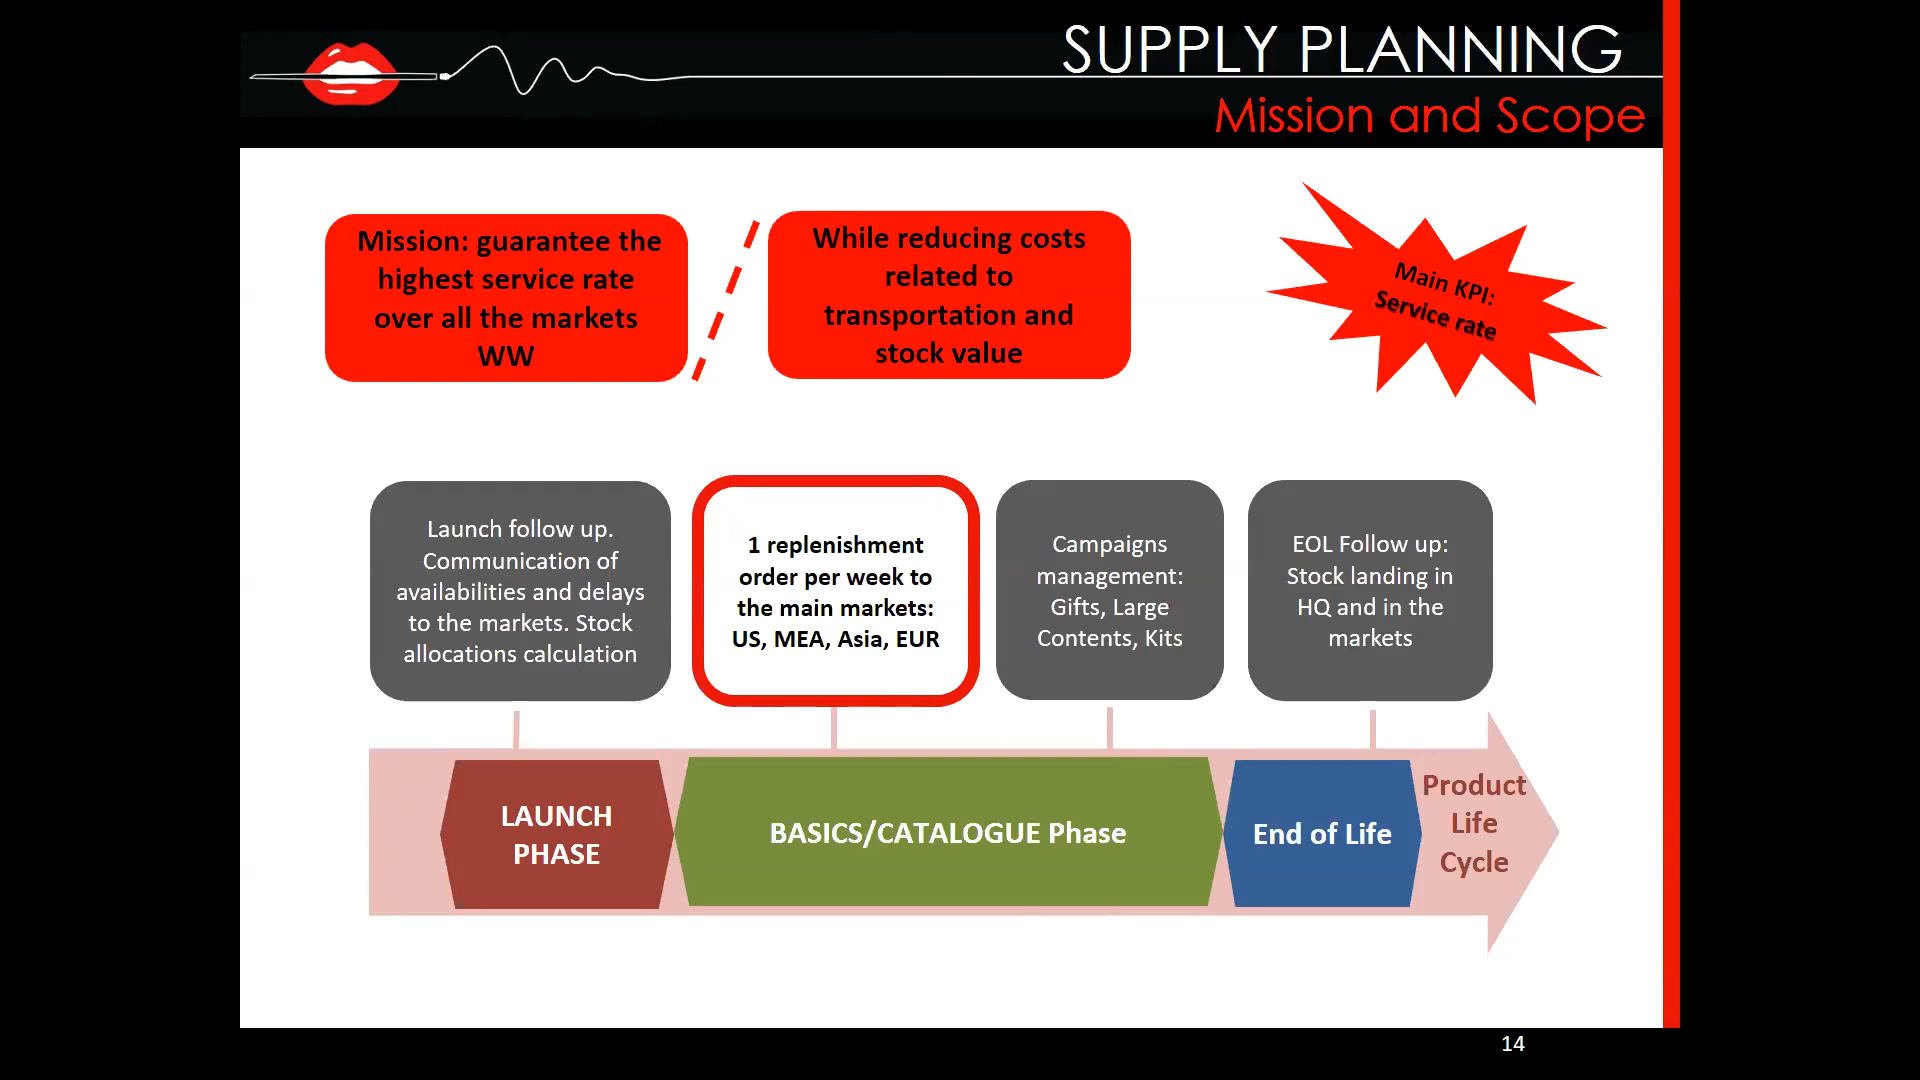 SUPPLY PLANNING
Mission and Scope
Mission: guarantee the
highest service rate
over all the markets
WW
While reducing costs
related to
transportation and
stock value
Main KPI:
Service rate
Launch follow up.
Communication of
availabilities and delays
to the markets. Stock
allocations calculation
1 replenishment
order per week to
the main markets:
US, MEA, Asia, EUR
Campaigns
management:
Gifts, Large
Contents, Kits
EOL Follow up:
Stock landing in
HQ and in the
markets
LAUNCH
PHASE
BASICS/CATALOGUE Phase
End of Life
Product
Life
Cycle
14